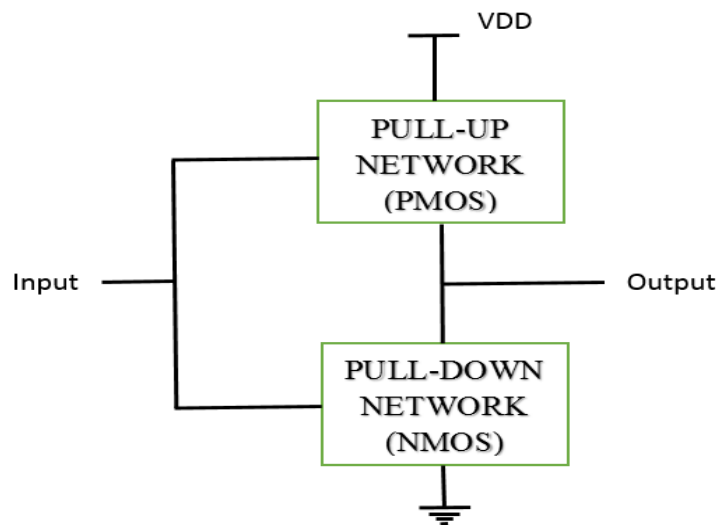 VDD
PULL-UP
NETWORK
(PMOS)
Input
Output
PULL-DOWN
NETWORK
(NMOS)